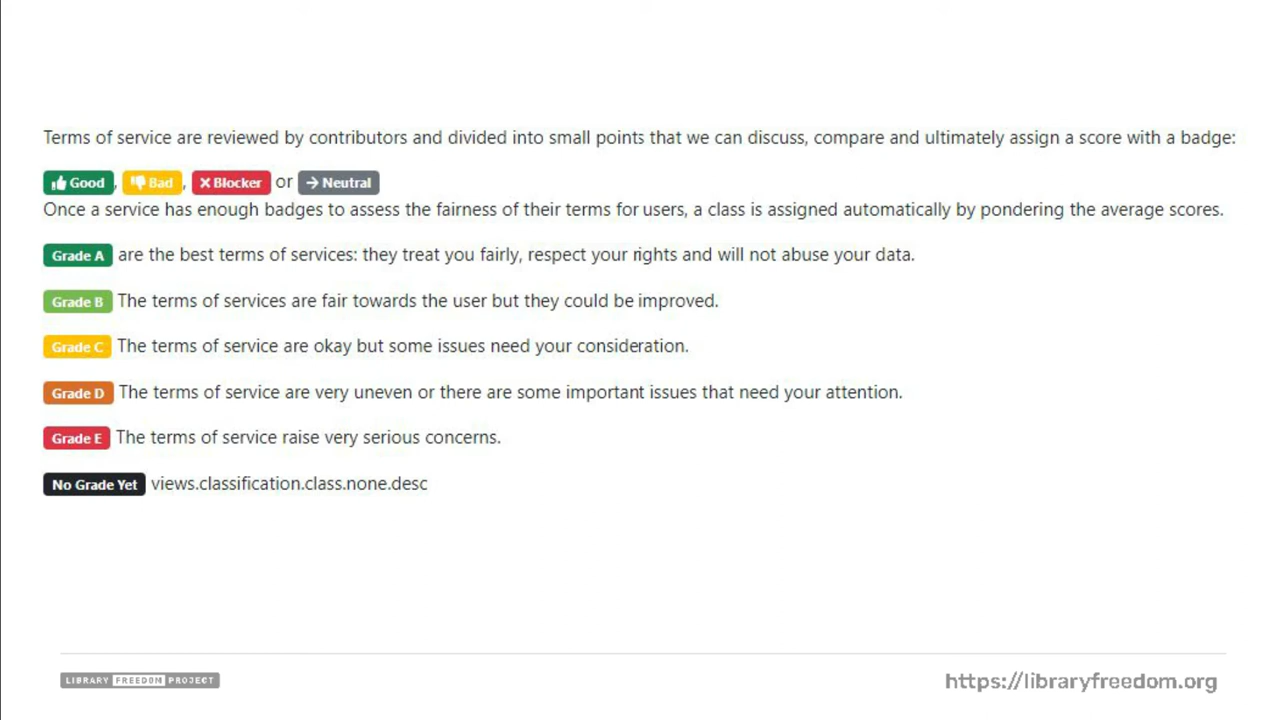 Terms of service are reviewed by contributors and divided into small points that we can discuss, compare and ultimately assign a score with a badge:
Good, Bad, Blocker or Neutral
Once a service has enough badges to assess the fairness of their terms for users, a class is assigned automatically by pondering the average scores.
Grade A are the best terms of services: they treat you fairly, respect your rights and will not abuse your data.
Grade B The terms of services are fair towards the user but they could be improved.
Grade C The terms of service are okay but some issues need your consideration.
Grade D The terms of service are very uneven or there are some important issues that need your attention.
Grade E The terms of service raise very serious concerns.
No Grade Yet views.classification.class.none.desc
LIBRARY FREEDOM PROJECT
https://libraryfreedom.org